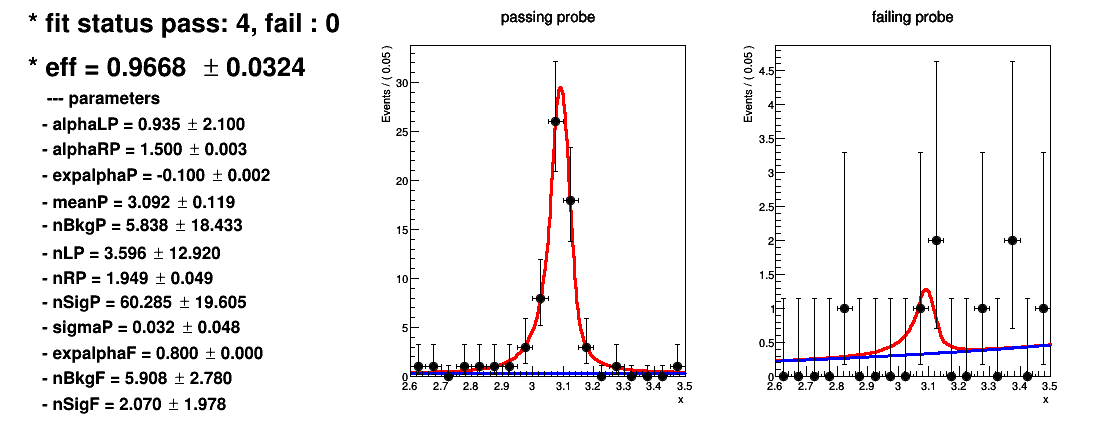 * fit status pass: 4, fail : 0
* eff = 0.9668 ± 0.0324
--- parameters
- alphaLP = 0.935 ± 2.100
- alphaRP = 1.500 ± 0.003
- expalphaP = -0.100 ± 0.002
- meanP = 3.092 ± 0.119
- nBkgP = 5.838 ± 18.433
- nLP = 3.596 ± 12.920
- nRP = 1.949 ± 0.049
- nSigP = 60.285 ± 19.605
- sigmaP = 0.032 ± 0.048
- expalphaF = 0.800 ± 0.000
- nBkgF = 5.908 ± 2.780
- nSigF = 2.070 ± 1.978
passing probe
Events / ( 0.05 )
30
25
20
15
10
5
0
2.6 2.7 2.8 2.9 3 3.1 3.2 3.3 3.4 3.5
x
failing probe
Events / ( 0.05 )
4.5
4
3.5
3
2.5
2
1.5
1
0.5
0
2.6 2.7 2.8 2.9 3 3.1 3.2 3.3 3.4 3.5
x